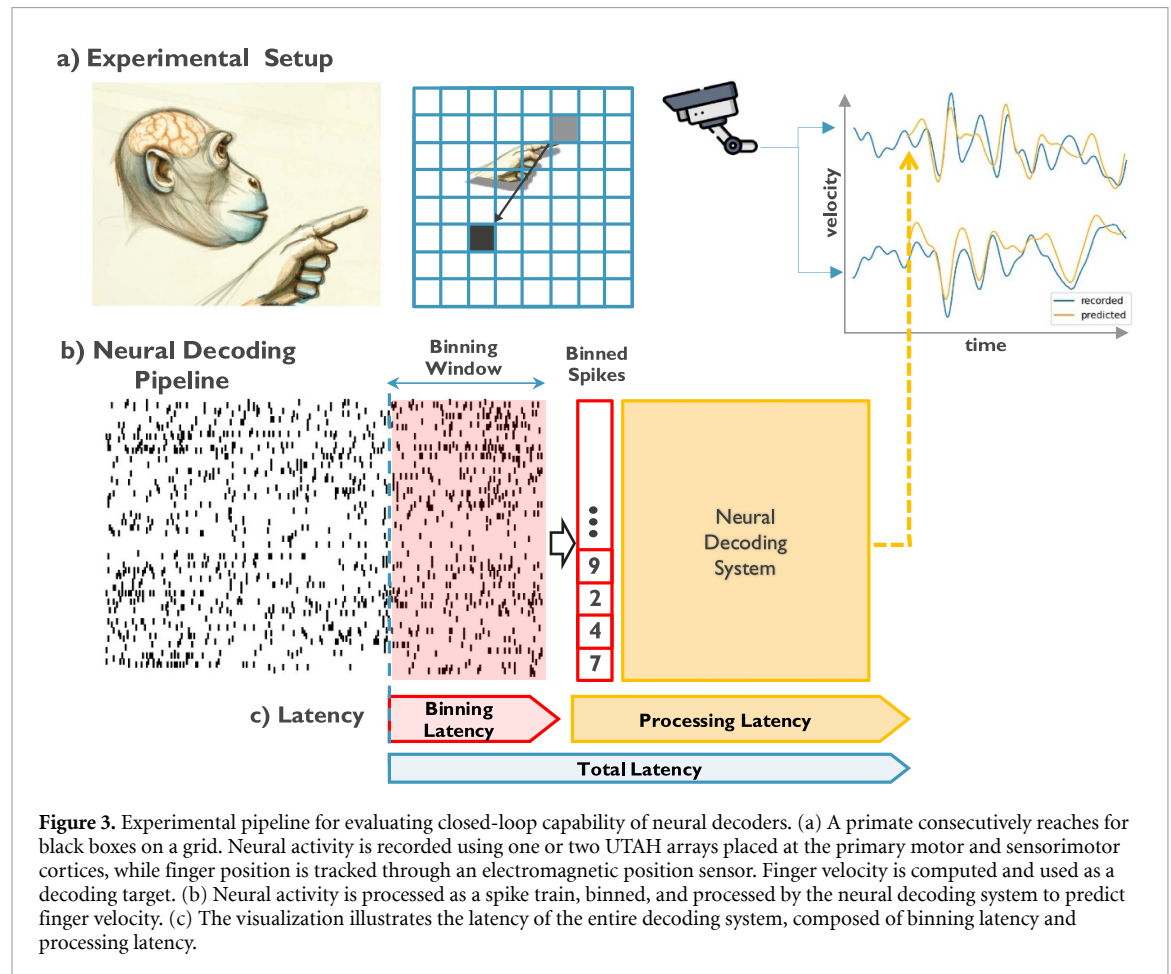 a) Experimental Setup
velocity
recorded
predicted
time
b) Neural Decoding
Pipeline
Binning
Window
Binned
Spikes
9
2
4
7
Neural
Decoding
System
c) Latency
Binning
Latency
Processing Latency
Total Latency
Figure 3. Experimental pipeline for evaluating closed-loop capability of neural decoders. (a) A primate consecutively reaches for
black boxes on a grid. Neural activity is recorded using one or two UTAH arrays placed at the primary motor and sensorimotor
cortices, while finger position is tracked through an electromagnetic position sensor. Finger velocity is computed and used as a
decoding target. (b) Neural activity is processed as a spike train, binned, and processed by the neural decoding system to predict
finger velocity. (c) The visualization illustrates the latency of the entire decoding system, composed of binning latency and
processing latency.